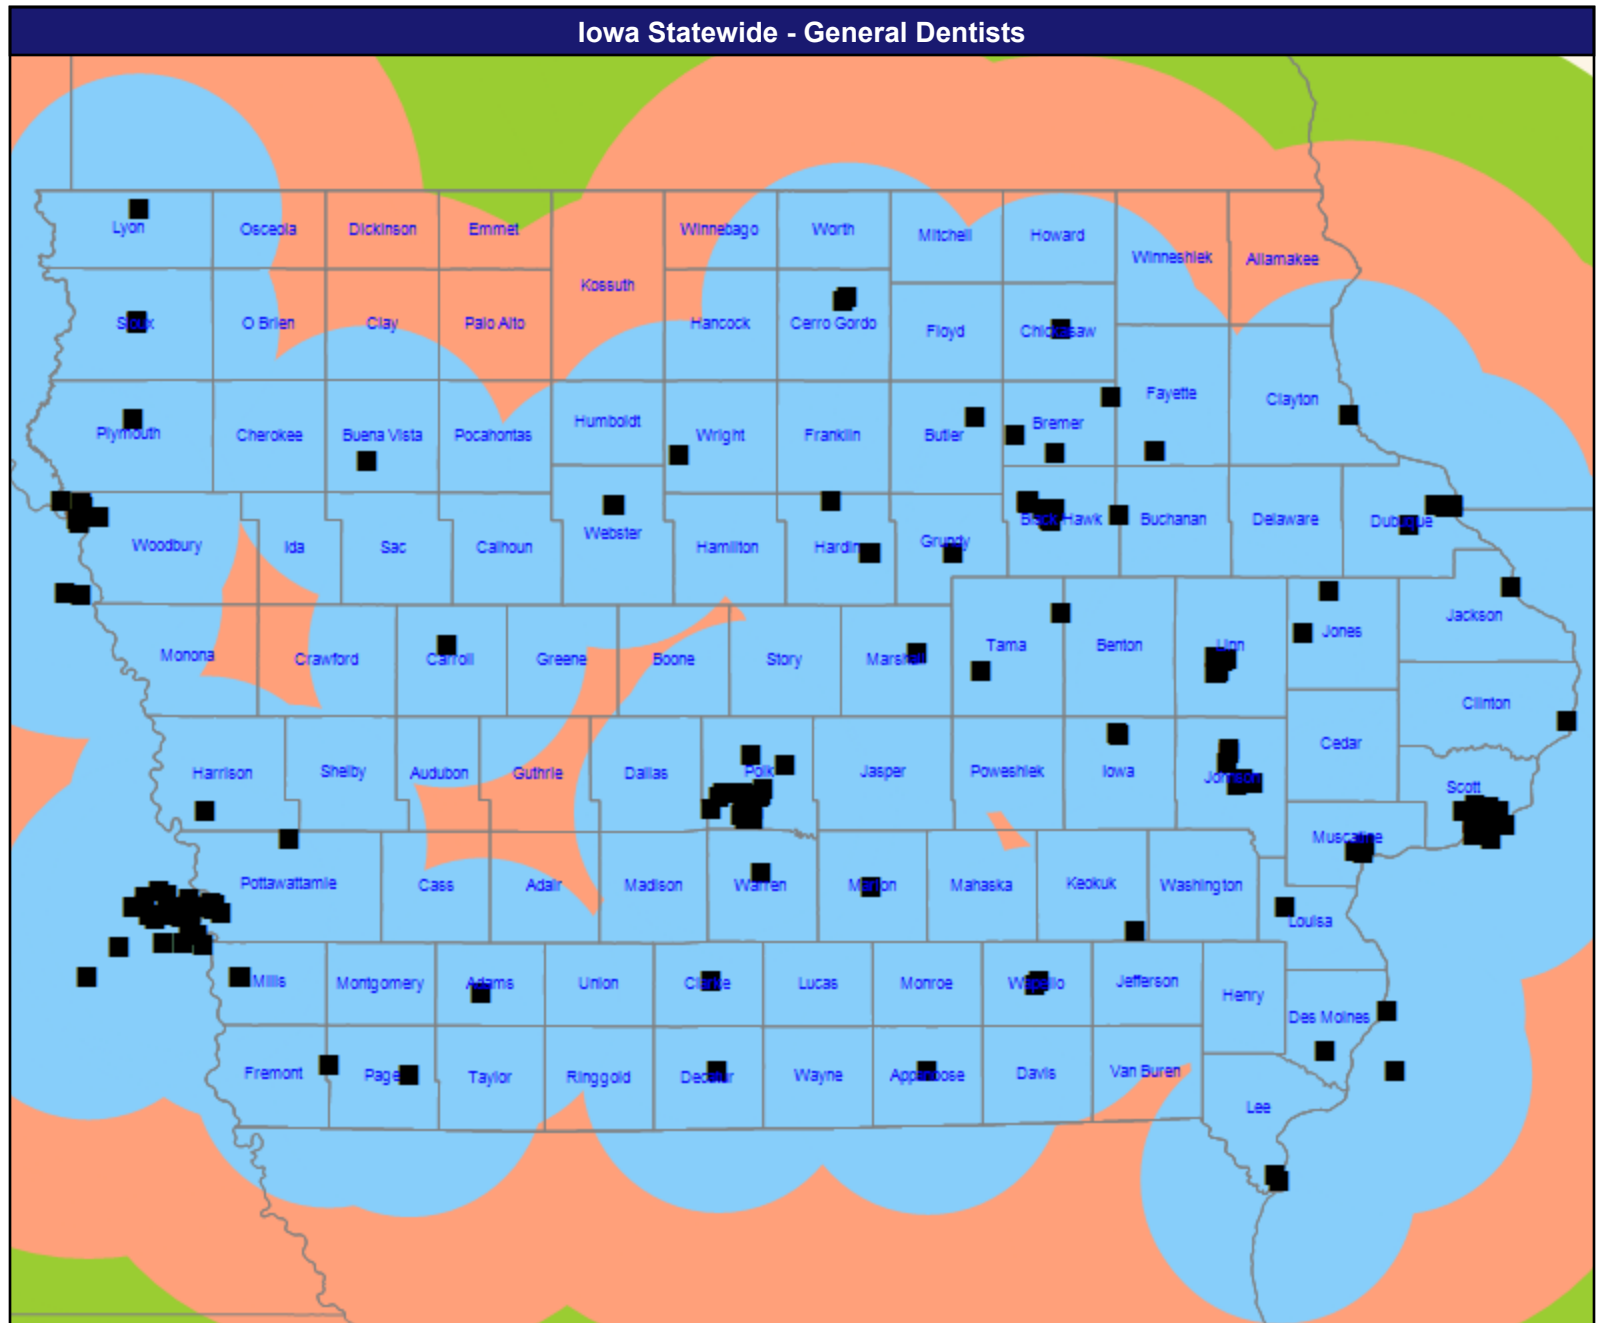 Iowa Statewide - General Dentists
Lyon
Osceola
Dickinson
Emmet
Winnebago
Worth
Mitchell
Howard
Winneshiek
Allamakee
Kossuth
Sioux
O Brien
Clay
Palo Alto
Hancock
Cerro Gordo
Floyd
Chickasaw
Plymouth
Cherokee
Buena Vista
Pocahontas
Humboldt
Wright
Franklin
Butler
Bremer
Fayette
Clayton
Woodbury
Ida
Sac
Calhoun
Webster
Hamilton
Hardin
Grundy
Black Hawk
Buchanan
Delaware
Dubuque
Monona
Crawford
Carroll
Greene
Boone
Story
Marshall
Tama
Benton
Linn
Jones
Jackson
Clinton
Harrison
Shelby
Audubon
Guthrie
Dallas
Polk
Jasper
Poweshiek
Iowa
Johnson
Cedar
Scott
Muscatine
Pottawattamie
Cass
Adair
Madison
Warren
Marion
Mahaska
Keokuk
Washington
Louisa
Mills
Montgomery
Adams
Union
Clarke
Lucas
Monroe
Wapello
Jefferson
Henry
Des Moines
Fremont
Page
Taylor
Ringgold
Decatur
Wayne
Appanoose
Davis
Van Buren
Lee